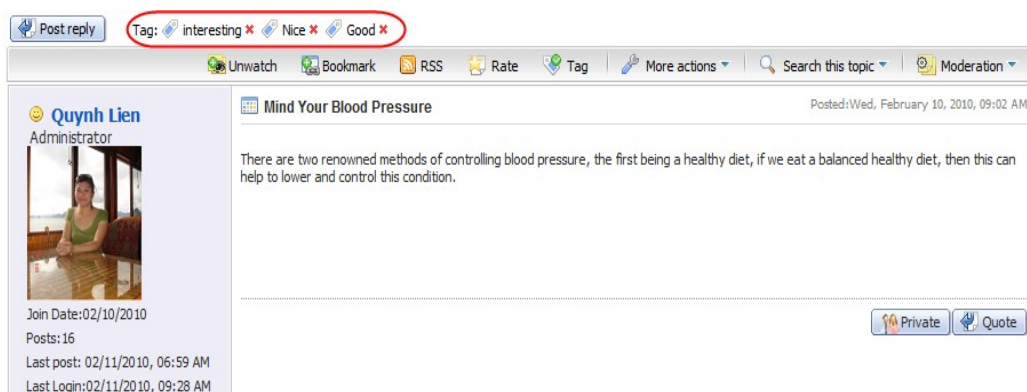 Post reply Tag: interesting Nice Good
Unwatch Bookmark RSS Rate Tag More actions Search this topic Moderation
Quynh Lien
Administrator
Join Date:02/10/2010
Posts:16
Last post: 02/11/2010, 06:59 AM
Last Login:02/11/2010, 09:28 AM
Mind Your Blood Pressure Posted:Wed, February 10, 2010, 09:02 AM
There are two renowned methods of controlling blood pressure, the first being a healthy diet, if we eat a balanced healthy diet, then this can
help to lower and control this condition.
Private Quote